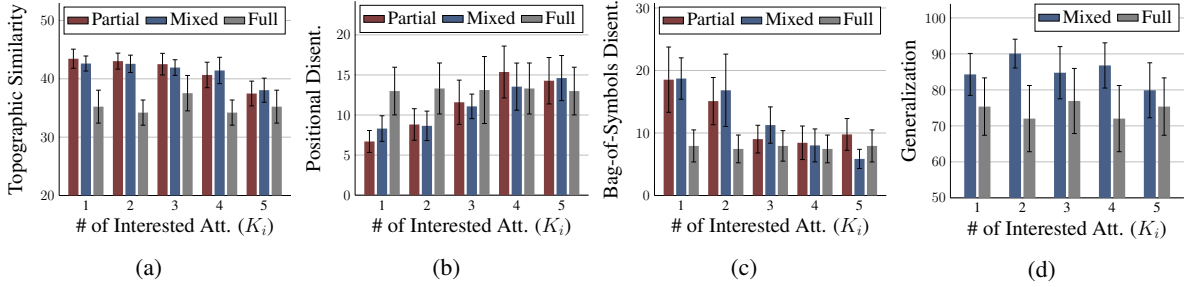 Partial Mixed Full
Topographic Similarity
50
40
30
20
1 2 3 4 5
# of Interested Att. (K_i)
(a)
Partial Mixed Full
Positional Disent.
20
15
10
5
0
1 2 3 4 5
# of Interested Att. (K_i)
(b)
Partial Mixed Full
Bag-of-Symbols Disent.
30
20
10
0
1 2 3 4 5
# of Interested Att. (K_i)
(c)
Mixed Full
Generalization
100
90
80
70
60
50
1 2 3 4 5
# of Interested Att. (K_i)
(d)